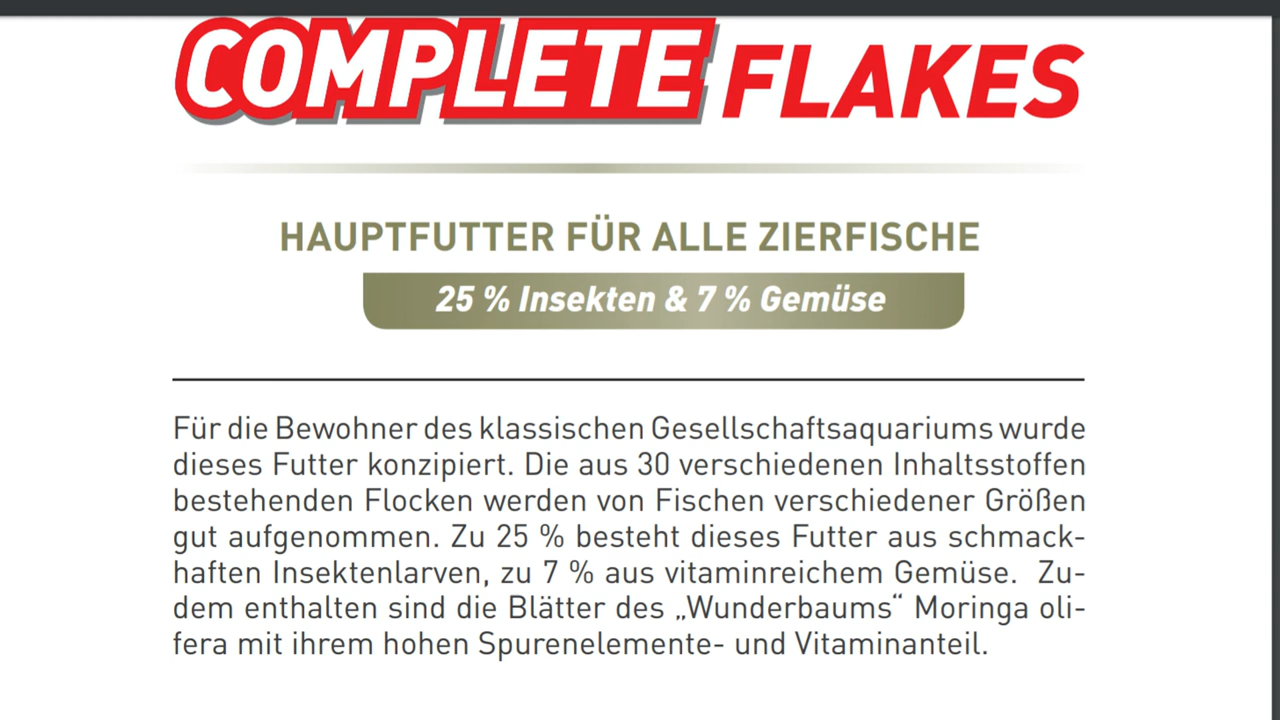 COMPLETE FLAKES
HAUPTFUTTER FÜR ALLE ZIERFISCHE
25 % Insekten & 7 % Gemüse
Für die Bewohner des klassischen Gesellschaftsaquariums wurde
dieses Futter konzipiert. Die aus 30 verschiedenen Inhaltsstoffen
bestehenden Flocken werden von Fischen verschiedener Größen
gut aufgenommen. Zu 25 % besteht dieses Futter aus schmack-
haften Insektenlarven, zu 7 % aus vitaminreichem Gemüse. Zu-
dem enthalten sind die Blätter des „Wunderbaums“ Moringa oli-
fera mit ihrem hohen Spurenelemente- und Vitaminanteil.